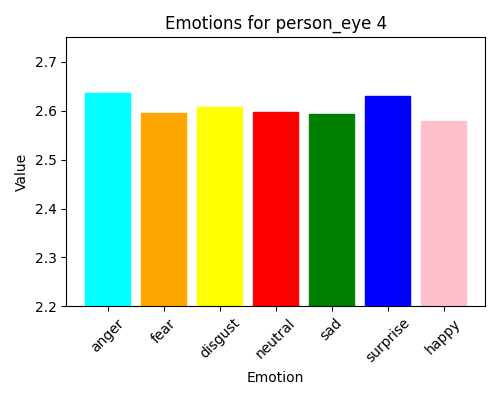 Emotions for person_eye 4
2.7
2.6
2.5
2.4
2.3
2.2
Value
anger
fear
disgust
neutral
sad
surprise
happy
Emotion